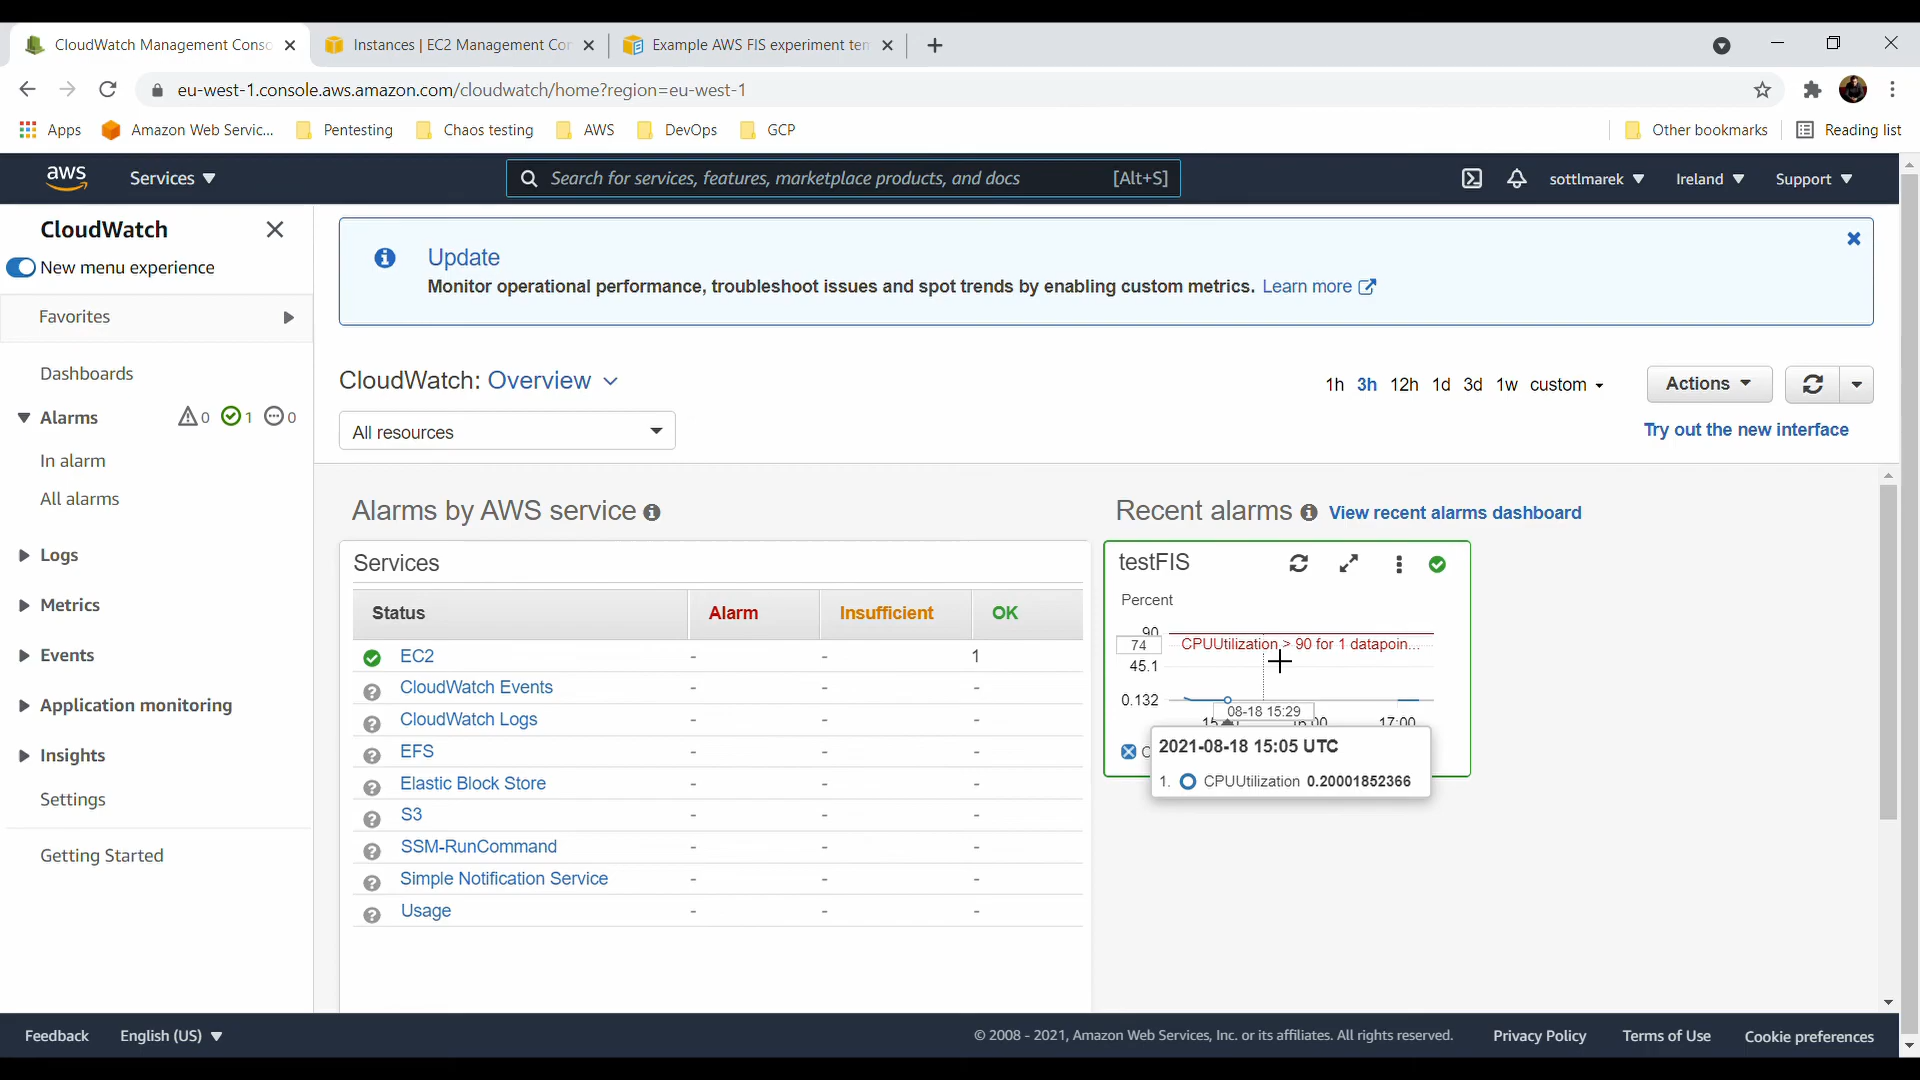 CloudWatch Management Conso
Instances | EC2 Management Con
Example AWS FIS experiment tem
eu-west-1.console.aws.amazon.com/cloudwatch/home?region=eu-west-1
Apps
Amazon Web Servic...
Pentesting
Chaos testing
AWS
DevOps
GCP
Other bookmarks
Reading list
aws
Services
Search for services, features, marketplace products, and docs
[Alt+S]
sottlmarek
Ireland
Support
CloudWatch
New menu experience
Favorites
Dashboards
Alarms
0
1
0
In alarm
All alarms
Logs
Metrics
Events
Application monitoring
Insights
Settings
Getting Started
Update
Monitor operational performance, troubleshoot issues and spot trends by enabling custom metrics. Learn more
CloudWatch: Overview
1h 3h 12h 1d 3d 1w custom
Actions
All resources
Try out the new interface
Alarms by AWS service
Services
Status Alarm Insufficient OK
EC2 - - 1
CloudWatch Events - - -
CloudWatch Logs - - -
EFS - - -
Elastic Block Store - - -
S3 - - -
SSM-RunCommand - - -
Simple Notification Service - - -
Usage - - -
Recent alarms
View recent alarms dashboard
testFIS
Percent
90
CPUUtilization > 90 for 1 datapoin...
74
45.1
0.132
08-18 15:29
17:00
2021-08-18 15:05 UTC
1. CPUUtilization 0.20001852366
Feedback
English (US)
© 2008 - 2021, Amazon Web Services, Inc. or its affiliates. All rights reserved.
Privacy Policy
Terms of Use
Cookie preferences